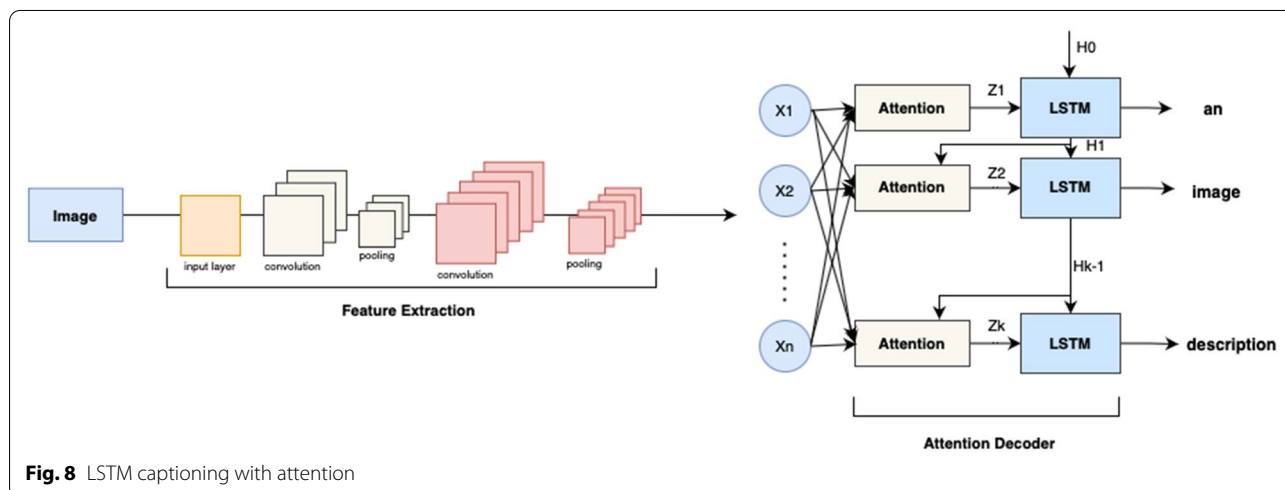 Image
input layer
convolution
pooling
convolution
pooling
Feature Extraction
H0
X1
Attention
Z1
LSTM
an
H1
X2
Attention
Z2
LSTM
image
Hk-1
Xn
Attention
Zk
LSTM
description
Attention Decoder
Fig. 8 LSTM captioning with attention